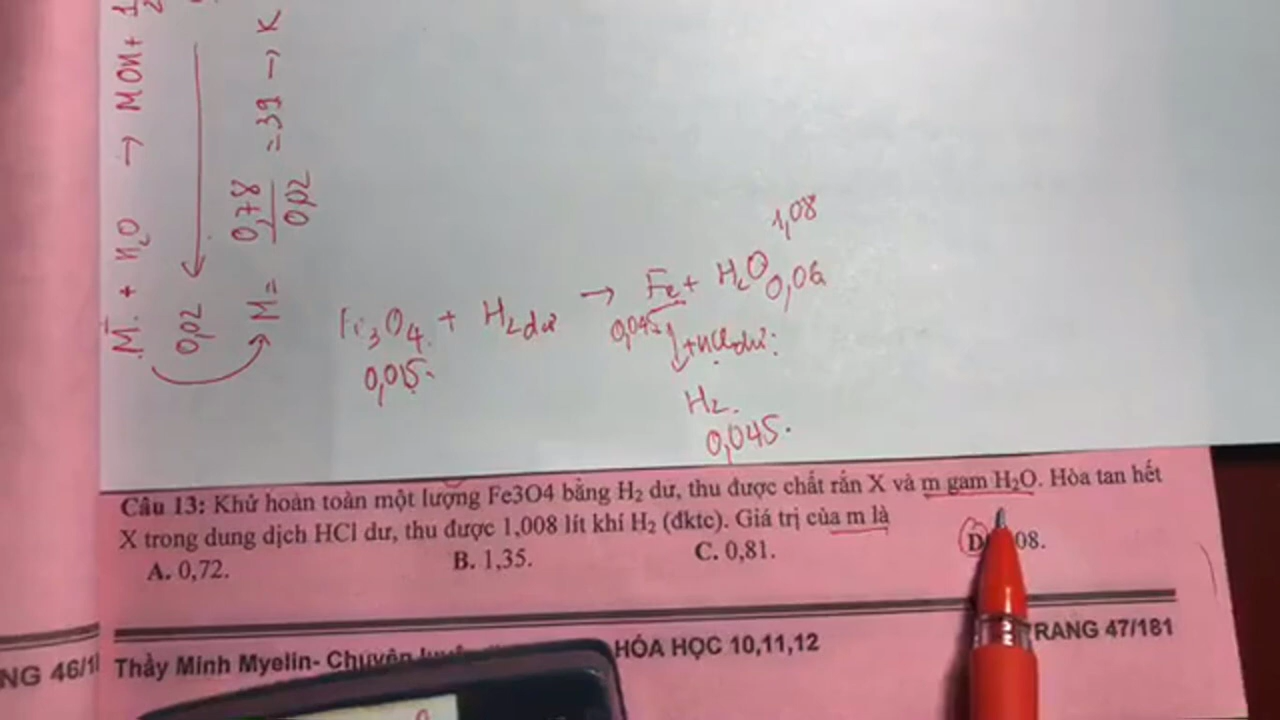 M + H2O → MOH + 1
0,02
M = 0,78 / 0,02 = 39 → K
1,08
Fe3O4 + H2 dư → Fe + H2O 0,06
0,015. 0,045 ↓ +HCl dư:
H2.
0,045.
Câu 13: Khử hoàn toàn một lượng Fe3O4 bằng H2 dư, thu được chất rắn X và m gam H2O. Hòa tan hết
X trong dung dịch HCl dư, thu được 1,008 lít khí H2 (đktc). Giá trị của m là
A. 0,72. B. 1,35. C. 0,81. D 08.
NG 46/1 Thầy Minh Myelin- Chuyên HÓA HỌC 10,11,12 RANG 47/181